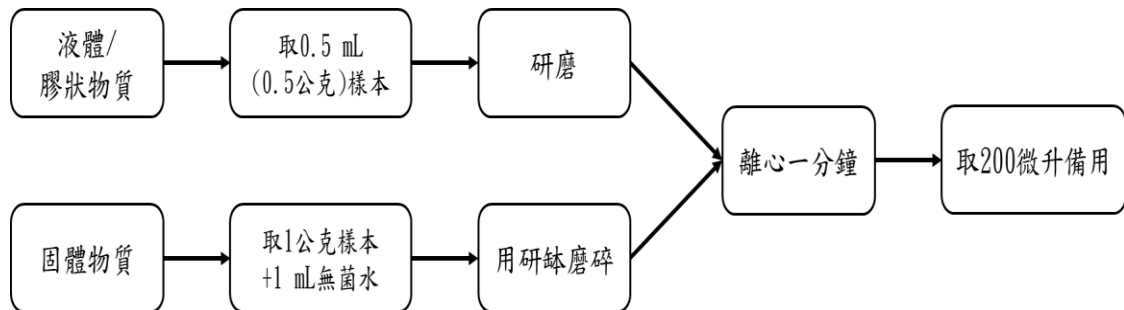 液體/
膠狀物質
取0.5 mL
(0.5公克)樣本
研磨
固體物質
取1公克樣本
+1 mL無菌水
用研缽磨碎
離心一分鐘
取200微升備用